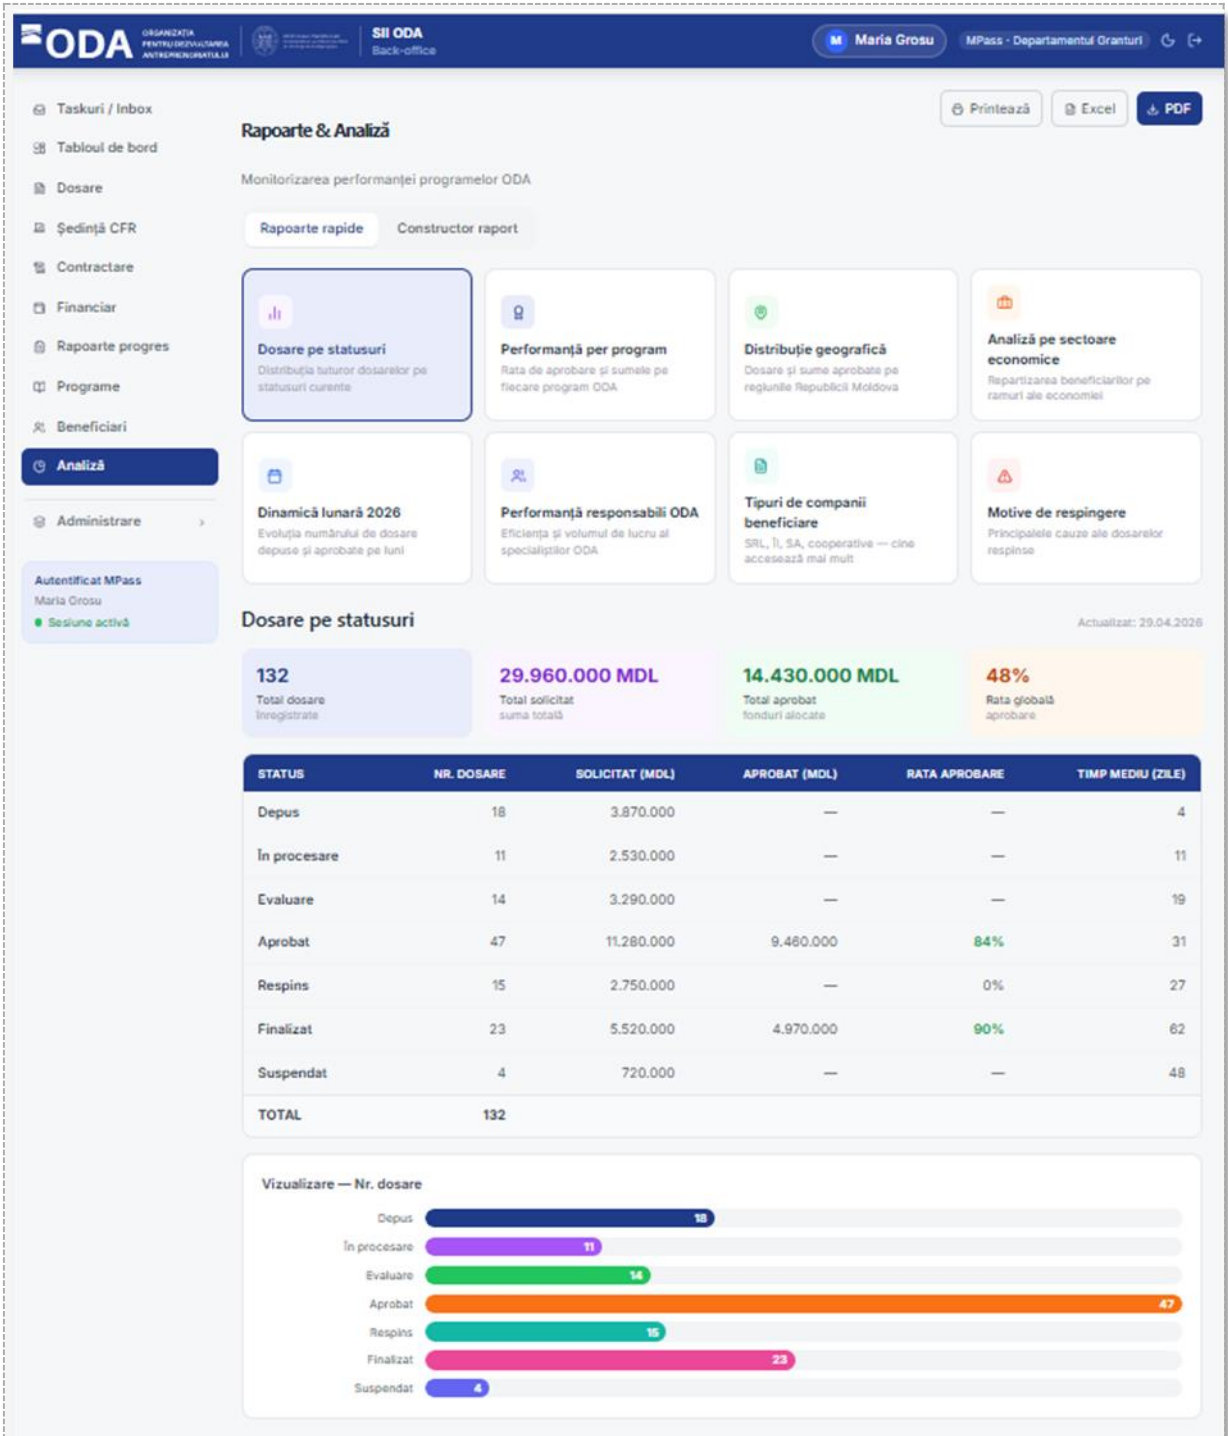 ODA
ORGANIZAȚIA
PENTRU DEZVOLTAREA
ANTREPRENORIATULUI
SII ODA
Back-office
M Maria Grosu
MPass - Departamentul Granturi
Taskuri / Inbox
Tabloul de bord
Dosare
Ședință CFR
Contractare
Financiar
Rapoarte progres
Programe
Beneficiari
Analiză
Administrare
Autentificat MPass
Maria Grosu
Sesiune activă
Printează
Excel
PDF
Rapoarte & Analiză
Monitorizarea performanței programelor ODA
Rapoarte rapide
Constructor raport
Dosare pe statusuri
Distribuția tuturor dosarelor pe
statusuri curente
Performanță per program
Rata de aprobare și sumele pe
fiecare program ODA
Distribuție geografică
Dosare și sume aprobate pe
regiunile Republicii Moldova
Analiză pe sectoare
economice
Repartizarea beneficiarilor pe
ramuri ale economiei
Dinamică lunară 2026
Evoluția numărului de dosare
depuse și aprobate pe luni
Performanță responsabili ODA
Eficiența și volumul de lucru al
specialiștilor ODA
Tipuri de companii
beneficiare
SRL, ÎI, SA, cooperative — cine
accesează mai mult
Motive de respingere
Principalele cauze ale dosarelor
respinse
Dosare pe statusuri
Actualizat: 29.04.2026
132
Total dosare
înregistrate
29.960.000 MDL
Total solicitat
suma totală
14.430.000 MDL
Total aprobat
fonduri alocate
48%
Rata globală
aprobare
STATUS NR. DOSARE SOLICITAT (MDL) APROBAT (MDL) RATA APROBARE TIMP MEDIU (ZILE)
Depus 18 3.870.000 — — 4
În procesare 11 2.530.000 — — 11
Evaluare 14 3.290.000 — — 19
Aprobat 47 11.280.000 9.460.000 84% 31
Respins 15 2.750.000 — 0% 27
Finalizat 23 5.520.000 4.970.000 90% 62
Suspendat 4 720.000 — — 48
TOTAL 132
Vizualizare — Nr. dosare
Depus 18
În procesare 11
Evaluare 14
Aprobat 47
Respins 15
Finalizat 23
Suspendat 4